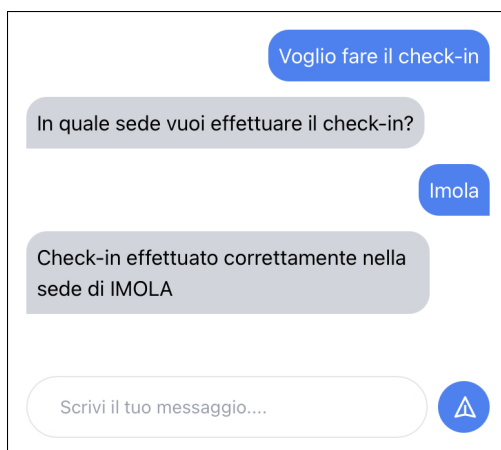 Voglio fare il check-in
In quale sede vuoi effettuare il check-in?
Imola
Check-in effettuato correttamente nella
sede di IMOLA
Scrivi il tuo messaggio....